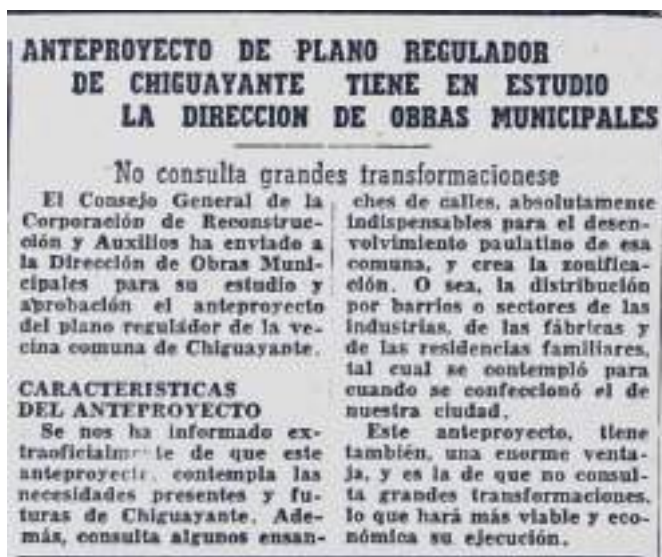 ANTEPROYECTO DE PLANO REGULADOR
DE CHIGUAYANTE TIENE EN ESTUDIO
LA DIRECCION DE OBRAS MUNICIPALES
No consulta grandes transformacionese
El Consejo General de la
Corporación de Reconstruc-
ción y Auxilios ha enviado a
la Dirección de Obras Muni-
cipales para su estudio y
aprobación el anteproyecto
del plano regulador de la ve-
cina comuna de Chiguayante.
CARACTERISTICAS
DEL ANTEPROYECTO
Se nos ha informado ex-
traoficialmente de que este
anteproyecto, contempla las
necesidades presentes y fu-
turas de Chiguayante. Ade-
más, consulta algunos ensan-
ches de calles, absolutamente
indispensables para el desen-
volvimiento paulatino de esa
comuna, y crea la zonifica-
ción. O sea, la distribución
por barrios o sectores de las
industrias, de las fábricas y
de las residencias familiares,
tal cual se contempló para
cuando se confeccionó el de
nuestra ciudad.
Este anteproyecto, tiene
también, una enorme venta-
ja, y es la de que no consul-
ta grandes transformaciones,
lo que hará más viable y eco-
nómica su ejecución.